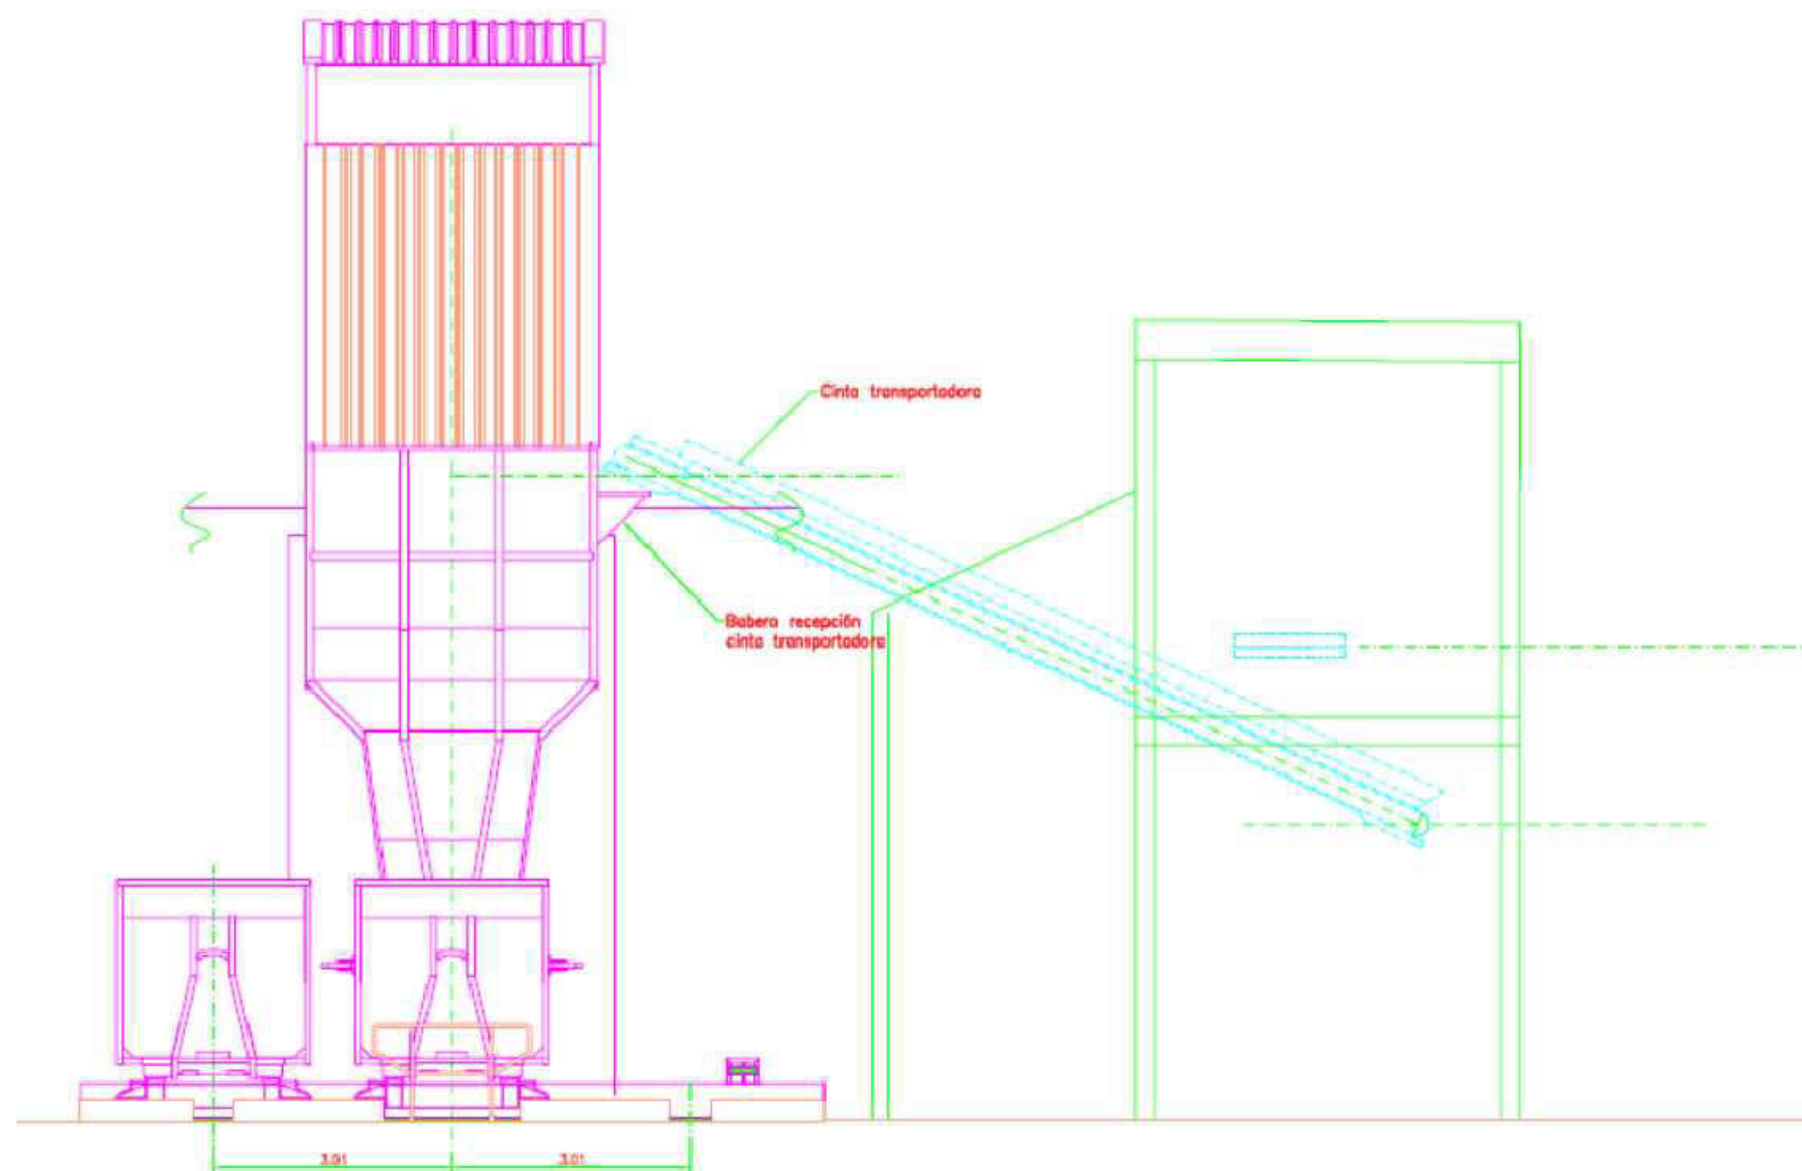 Cinta transportadora
Babero recepción
cinta transportadora
3.01
3.01